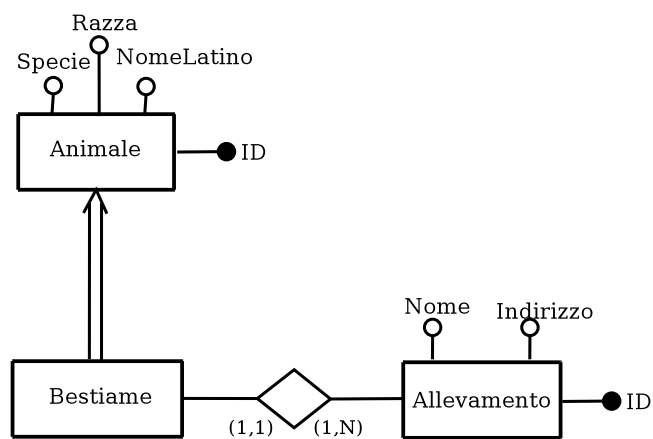 Razza
Specie
NomeLatino
Animale
ID
Nome
Indirizzo
Bestiame
Allevamento
ID
(1,1)
(1,N)